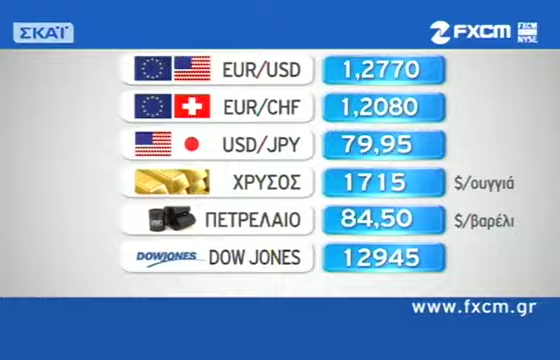 ΣΚΑΪ
FXCM FXCM NYSE
EUR/USD 1,2770
EUR/CHF 1,2080
USD/JPY 79,95
ΧΡΥΣΟΣ 1715 $/ουγγιά
ΠΕΤΡΕΛΑΙΟ 84,50 $/βαρέλι
DOWJONES DOW JONES 12945
www.fxcm.gr